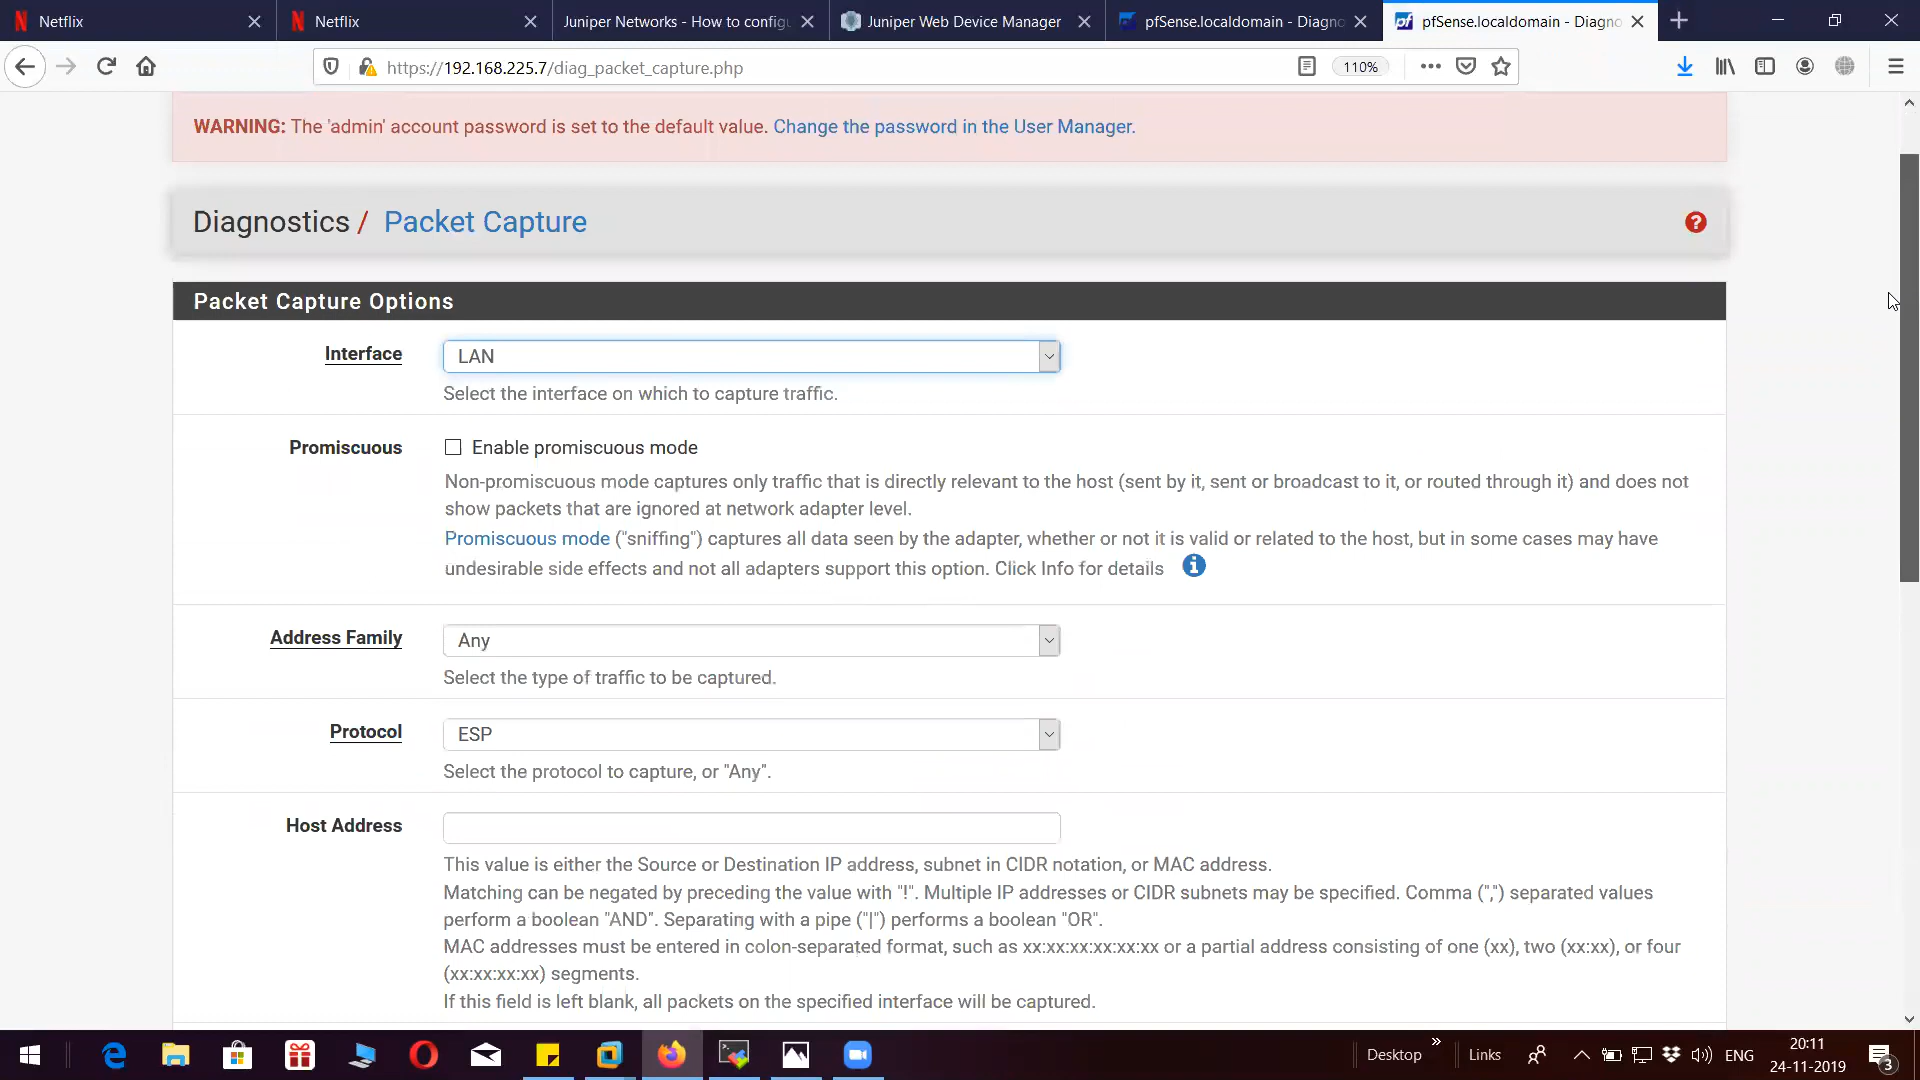 Netflix
Netflix
Juniper Networks - How to configu
Juniper Web Device Manager
pfSense.localdomain - Diagno
pfSense.localdomain - Diagno
https://192.168.225.7/diag_packet_capture.php
110%
WARNING: The 'admin' account password is set to the default value. Change the password in the User Manager.
Diagnostics / Packet Capture
Packet Capture Options
Interface
LAN
Select the interface on which to capture traffic.
Promiscuous
Enable promiscuous mode
Non-promiscuous mode captures only traffic that is directly relevant to the host (sent by it, sent or broadcast to it, or routed through it) and does not
show packets that are ignored at network adapter level.
Promiscuous mode ("sniffing") captures all data seen by the adapter, whether or not it is valid or related to the host, but in some cases may have
undesirable side effects and not all adapters support this option. Click Info for details
Address Family
Any
Select the type of traffic to be captured.
Protocol
ESP
Select the protocol to capture, or "Any".
Host Address
This value is either the Source or Destination IP address, subnet in CIDR notation, or MAC address.
Matching can be negated by preceding the value with "!". Multiple IP addresses or CIDR subnets may be specified. Comma (",") separated values
perform a boolean "AND". Separating with a pipe ("|") performs a boolean "OR".
MAC addresses must be entered in colon-separated format, such as xx:xx:xx:xx:xx:xx or a partial address consisting of one (xx), two (xx:xx), or four
(xx:xx:xx:xx) segments.
If this field is left blank, all packets on the specified interface will be captured.
Desktop
Links
ENG
20:11
24-11-2019
3